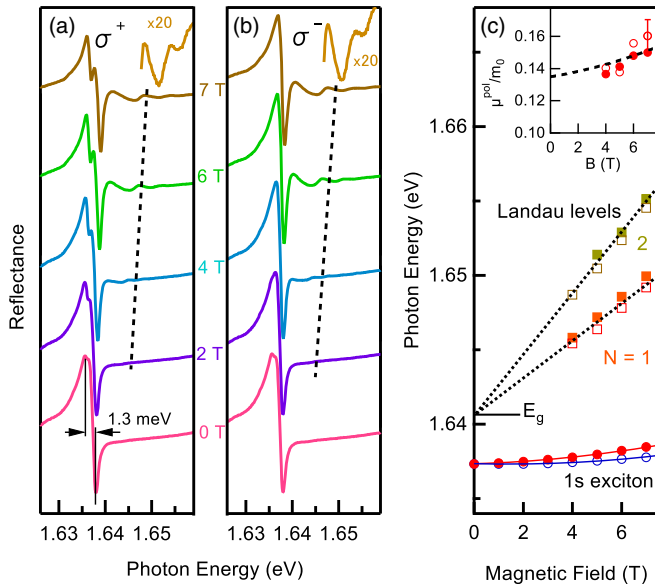 (a)
σ+
×20
7 T
6 T
4 T
2 T
0 T
1.3 meV
Reflectance
1.63 1.64 1.65
(b)
σ−
×20
1.63 1.64 1.65
Photon Energy (eV)
(c)
0.16
0.14
0.12
0.10
μpol/m0
0 2 4 6
B (T)
1.66
1.65
1.64
Photon Energy (eV)
Landau levels
2
N = 1
Eg
1s exciton
0 2 4 6
Magnetic Field (T)